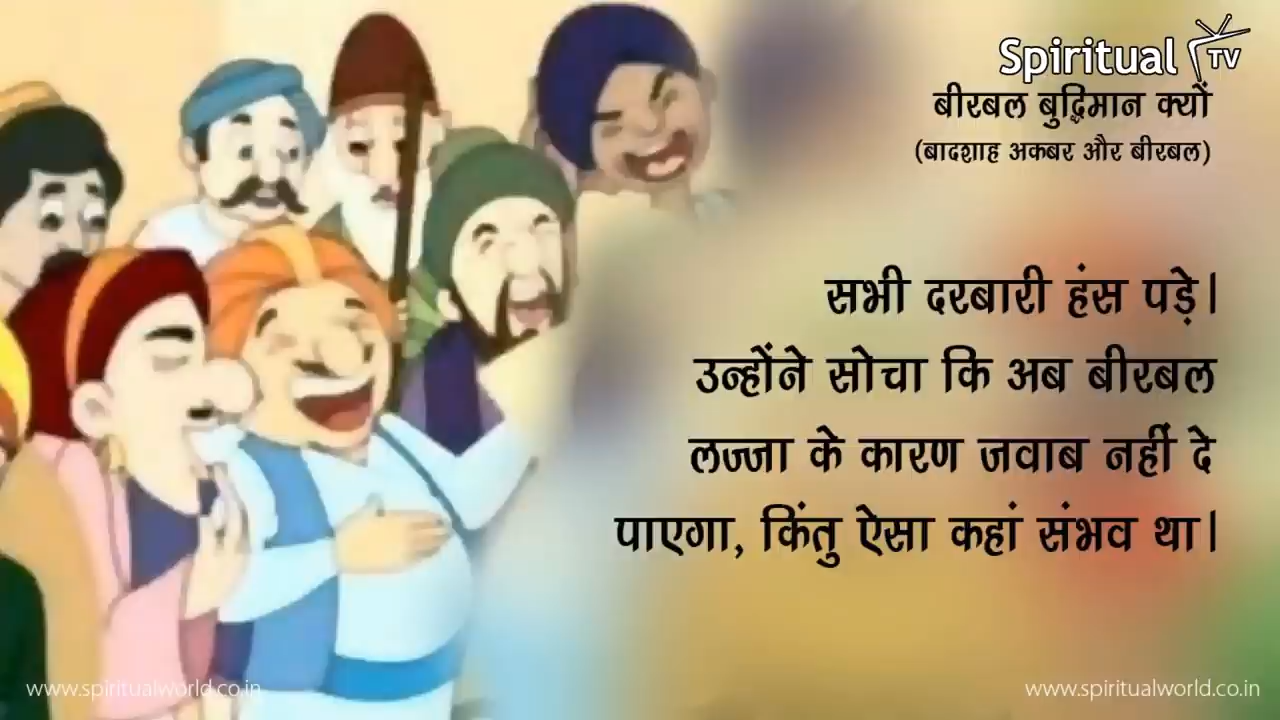 Spiritual TV
बीरबल बुद्धिमान क्यों
(बादशाह अकबर और बीरबल)
सभी दरबारी हंस पड़े।
उन्होंने सोचा कि अब बीरबल
लज्जा के कारण जवाब नहीं दे
पाएगा, किंतु ऐसा कहां संभव था।
www.spiritualworld.co.in
www.spiritualworld.co.in